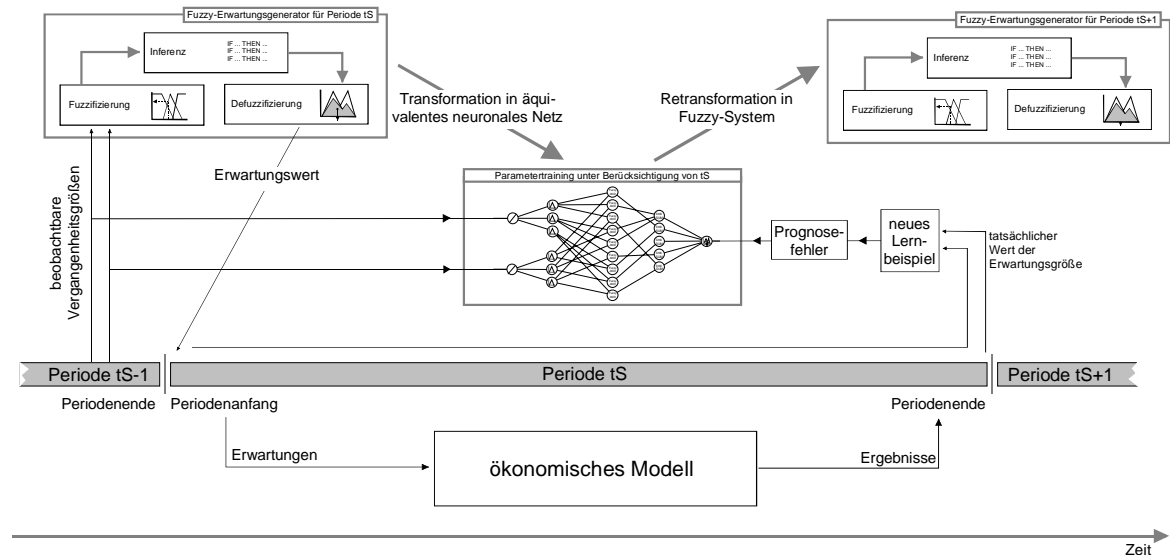 Fuzzy-Erwartungsgenerator für Periode tS
Inferenz
IF ... THEN ...
IF ... THEN ...
IF ... THEN ...
Fuzzifizierung
Defuzzifizierung
Fuzzy-Erwartungsgenerator für Periode tS+1
Inferenz
IF ... THEN ...
IF ... THEN ...
IF ... THEN ...
Fuzzifizierung
Defuzzifizierung
Transformation in äqui-
valentes neuronales Netz
Retransformation in
Fuzzy-System
Erwartungswert
Parametertraining unter Berücksichtigung von tS
beobachtbare
Vergangenheitsgrößen
Prognose-
fehler
neues
Lern-
beispiel
tatsächlicher
Wert der
Erwartungsgröße
Periode tS-1
Periode tS
Periode tS+1
Periodenende
Periodenanfang
Periodenende
Erwartungen
ökonomisches Modell
Ergebnisse
Zeit